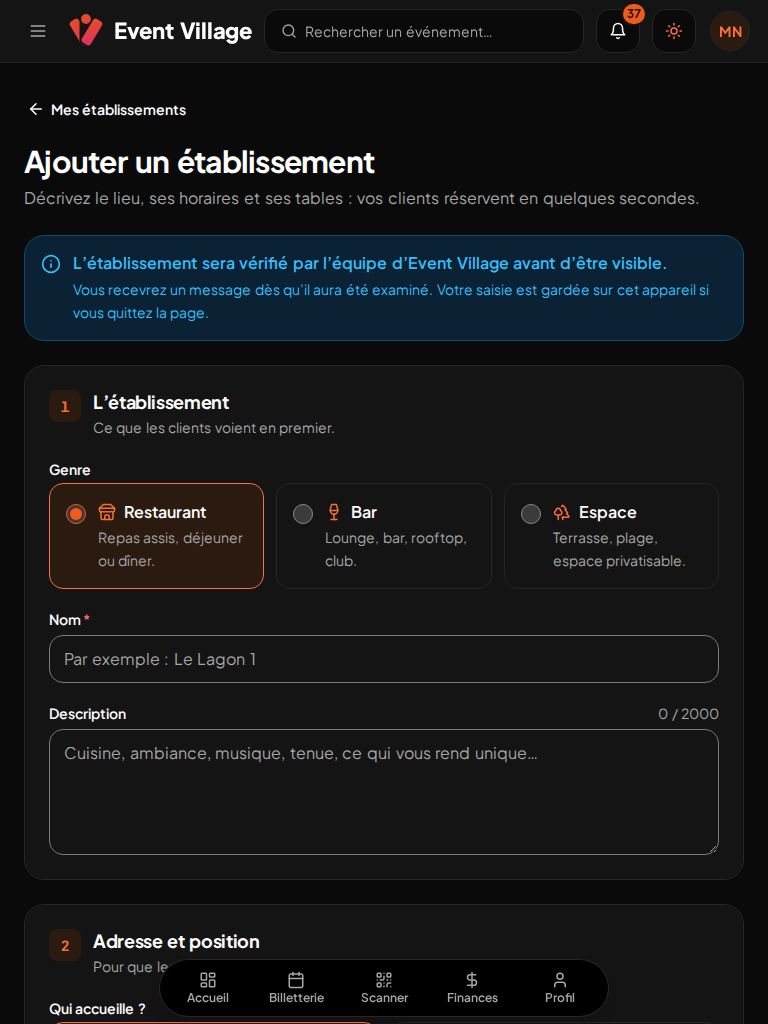 Event Village
Rechercher un événement…
37
MN
Mes établissements
Ajouter un établissement
Décrivez le lieu, ses horaires et ses tables : vos clients réservent en quelques secondes.
L’établissement sera vérifié par l’équipe d’Event Village avant d’être visible.
Vous recevrez un message dès qu’il aura été examiné. Votre saisie est gardée sur cet appareil si
vous quittez la page.
1
L’établissement
Ce que les clients voient en premier.
Genre
Restaurant
Repas assis, déjeuner
ou dîner.
Bar
Lounge, bar, rooftop,
club.
Espace
Terrasse, plage,
espace privatisable.
Nom *
Par exemple : Le Lagon 1
Description
0 / 2000
Cuisine, ambiance, musique, tenue, ce qui vous rend unique…
2
Adresse et position
Pour que le
Qui accueille ?
Accueil
Billetterie
Scanner
Finances
Profil